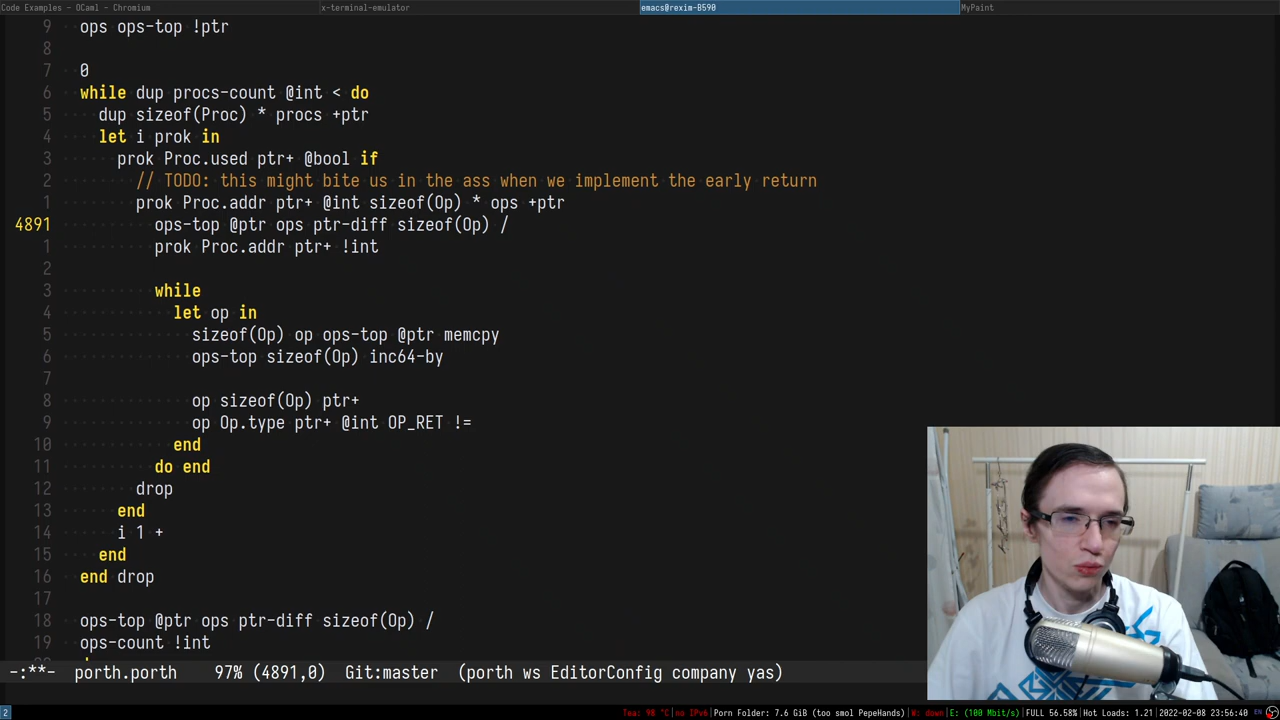 Code Examples – OCaml – Chromium x-terminal-emulator emacs@rexim-B590 MyPaint
9 ops ops-top !ptr
8
7 0
6 while dup procs-count @int < do
5 dup sizeof(Proc) * procs +ptr
4 let i prok in
3 prok Proc.used ptr+ @bool if
2 // TODO: this might bite us in the ass when we implement the early return
1 prok Proc.addr ptr+ @int sizeof(Op) * ops +ptr
4891 ops-top @ptr ops ptr-diff sizeof(Op) /
1 prok Proc.addr ptr+ !int
2
3 while
4 let op in
5 sizeof(Op) op ops-top @ptr memcpy
6 ops-top sizeof(Op) inc64-by
7
8 op sizeof(Op) ptr+
9 op Op.type ptr+ @int OP_RET !=
10 end
11 do end
12 drop
13 end
14 i 1 +
15 end
16 end drop
17
18 ops-top @ptr ops ptr-diff sizeof(Op) /
19 ops-count !int
-:**- porth.porth 97% (4891,0) Git:master (porth ws EditorConfig company yas)
2 Tea: 98 °C|no IPv6|Porn Folder: 7.6 GiB (too smol PepeHands)|W: down|E: (100 Mbit/s)|FULL 56.58%|Hot Loads: 1.21|2022-02-08 23:56:40 EN